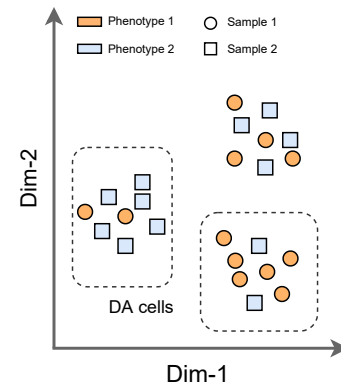 Phenotype 1 Sample 1
Phenotype 2 Sample 2
Dim-2
DA cells
Dim-1